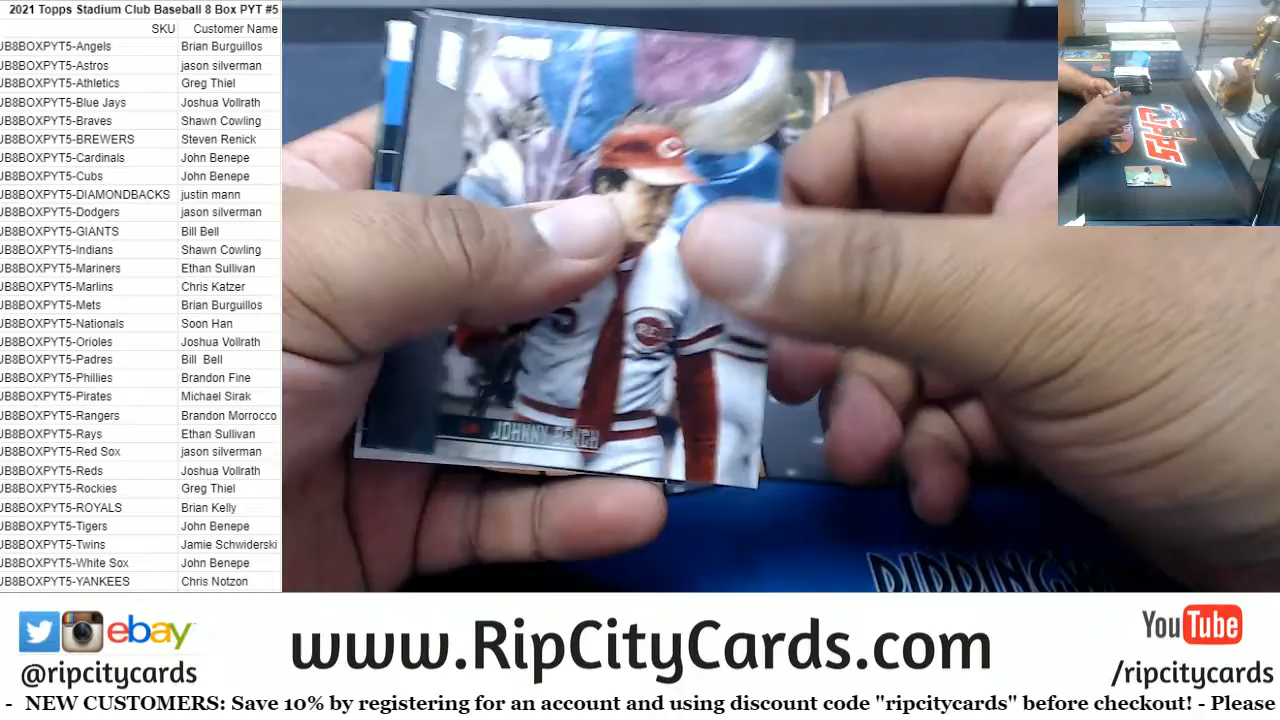 2021 Topps Stadium Club Baseball 8 Box PYT #5
SKU Customer Name
JB8BOXPYT5-Angels Brian Burguillos
JB8BOXPYT5-Astros jason silverman
JB8BOXPYT5-Athletics Greg Thiel
JB8BOXPYT5-Blue Jays Joshua Vollrath
JB8BOXPYT5-Braves Shawn Cowling
JB8BOXPYT5-BREWERS Steven Renick
JB8BOXPYT5-Cardinals John Benepe
JB8BOXPYT5-Cubs John Benepe
JB8BOXPYT5-DIAMONDBACKS justin mann
JB8BOXPYT5-Dodgers jason silverman
JB8BOXPYT5-GIANTS Bill Bell
JB8BOXPYT5-Indians Shawn Cowling
JB8BOXPYT5-Mariners Ethan Sullivan
JB8BOXPYT5-Marlins Chris Katzer
JB8BOXPYT5-Mets Brian Burguillos
JB8BOXPYT5-Nationals Soon Han
JB8BOXPYT5-Orioles Joshua Vollrath
JB8BOXPYT5-Padres Bill Bell
JB8BOXPYT5-Phillies Brandon Fine
JB8BOXPYT5-Pirates Michael Sirak
JB8BOXPYT5-Rangers Brandon Morrocco
JB8BOXPYT5-Rays Ethan Sullivan
JB8BOXPYT5-Red Sox jason silverman
JB8BOXPYT5-Reds Joshua Vollrath
JB8BOXPYT5-Rockies Greg Thiel
JB8BOXPYT5-ROYALS Brian Kelly
JB8BOXPYT5-Tigers John Benepe
JB8BOXPYT5-Twins Jamie Schwiderski
JB8BOXPYT5-White Sox John Benepe
JB8BOXPYT5-YANKEES Chris Notzon
C
REDS
JOHNNY BENCH
TOPPS
ebay
@ripcitycards
www.RipCityCards.com
YouTube
/ripcitycards
- NEW CUSTOMERS: Save 10% by registering for an account and using discount code "ripcitycards" before checkout! - Please